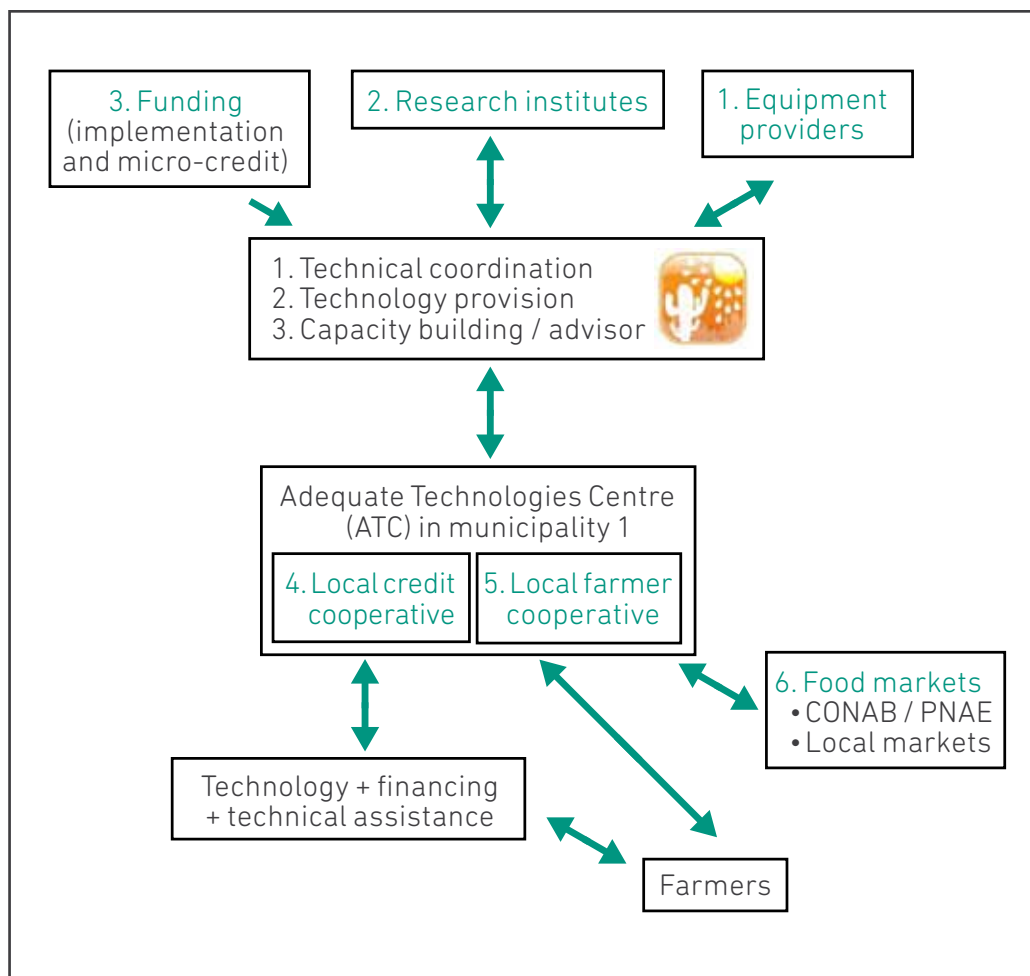 3. Funding
(implementation
and micro-credit)
2. Research institutes
1. Equipment
providers
1. Technical coordination
2. Technology provision
3. Capacity building / advisor
Adequate Technologies Centre
(ATC) in municipality 1
4. Local credit
cooperative
5. Local farmer
cooperative
6. Food markets
• CONAB / PNAE
• Local markets
Technology + financing
+ technical assistance
Farmers